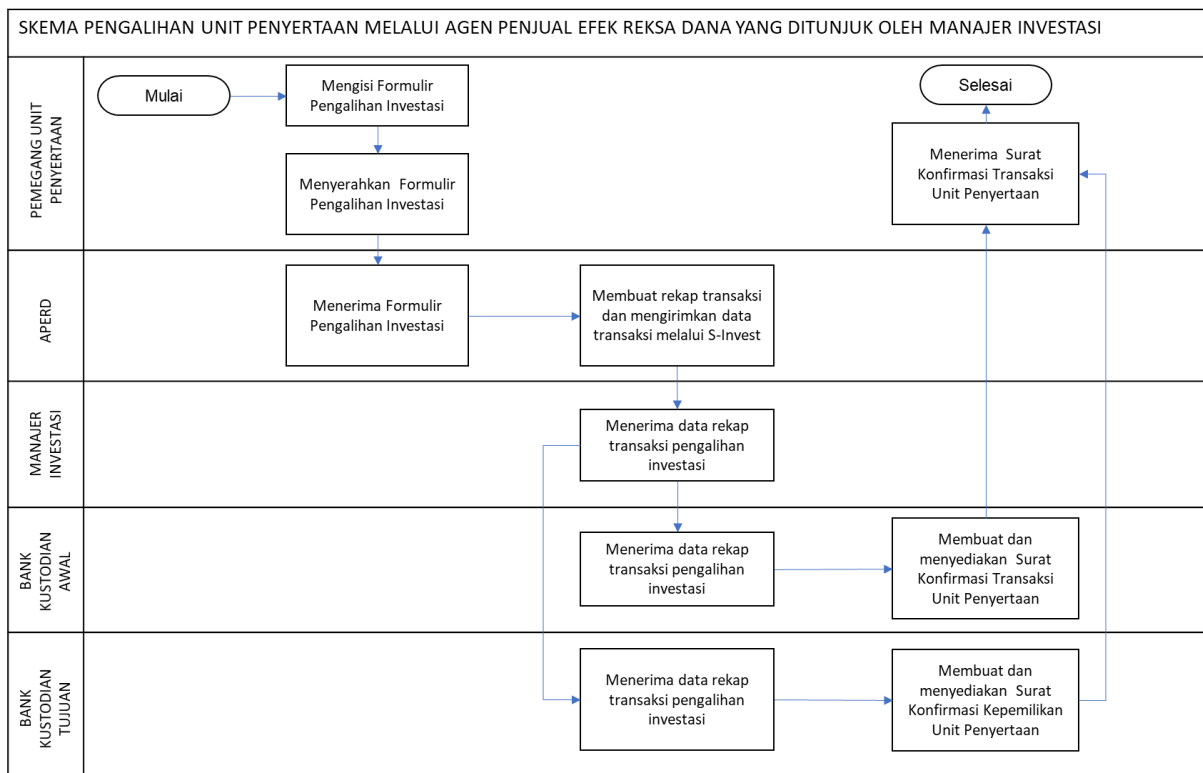 SKEMA PENGALIHAN UNIT PENYERTAAN MELALUI AGEN PENJUAL EFEK REKSA DANA YANG DITUNJUK OLEH MANAJER INVESTASI
PEMEGANG UNIT
PENYERTAAN
Mulai
Mengisi Formulir
Pengalihan Investasi
Menyerahkan Formulir
Pengalihan Investasi
Selesai
Menerima Surat
Konfirmasi Transaksi
Unit Penyertaan
APERD
Menerima Formulir
Pengalihan Investasi
Membuat rekap transaksi
dan mengirimkan data
transaksi melalui S-Invest
MANAJER
INVESTASI
Menerima data rekap
transaksi pengalihan
investasi
BANK
KUSTODIAN
AWAL
Menerima data rekap
transaksi pengalihan
investasi
Membuat dan
menyediakan Surat
Konfirmasi Transaksi
Unit Penyertaan
BANK
KUSTODIAN
TUJUAN
Menerima data rekap
transaksi pengalihan
investasi
Membuat dan
menyediakan Surat
Konfirmasi Kepemilikan
Unit Penyertaan